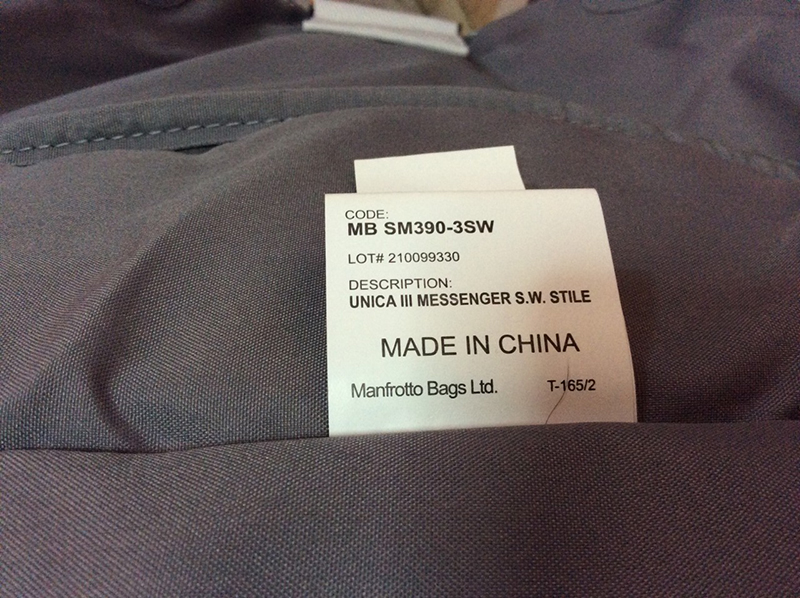 CODE:
MB SM390-3SW
LOT# 210099330
DESCRIPTION:
UNICA III MESSENGER S.W. STILE
MADE IN CHINA
Manfrotto Bags Ltd. T-165/2